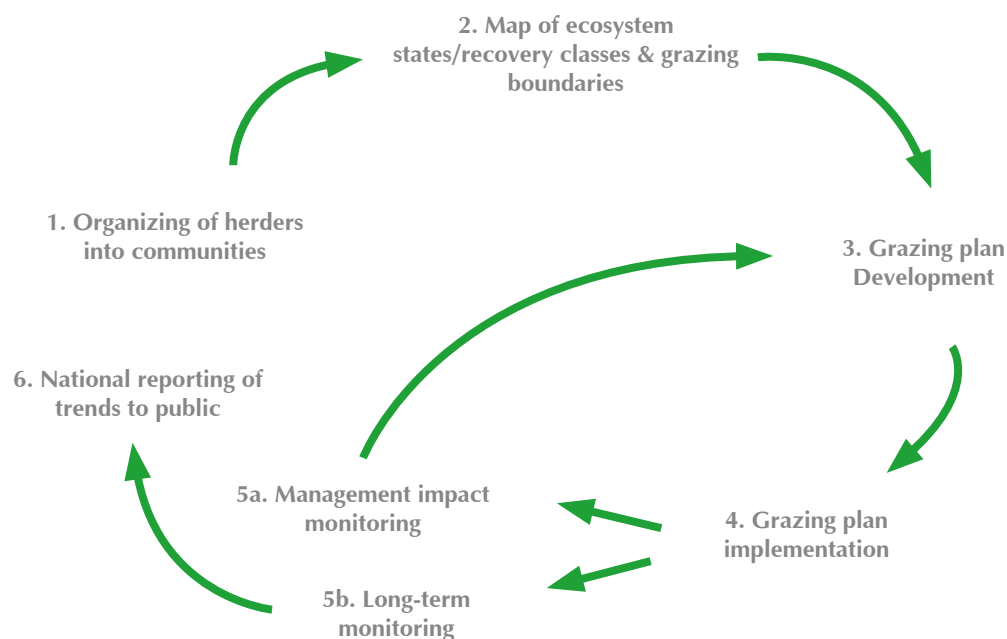 2. Map of ecosystem
states/recovery classes & grazing
boundaries
1. Organizing of herders
into communities
3. Grazing plan
Development
6. National reporting of
trends to public
5a. Management impact
monitoring
4. Grazing plan
implementation
5b. Long-term
monitoring